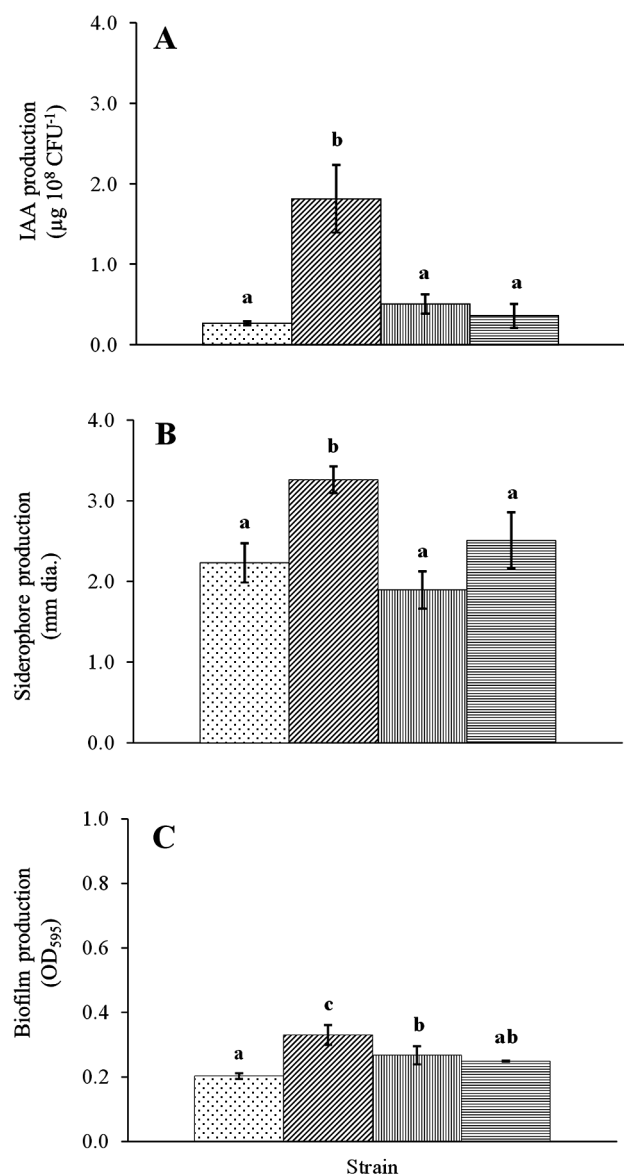 A
IAA production
(µg 10⁸ CFU⁻¹)
4.0
3.0
2.0
1.0
0.0
a
b
a
a
B
Siderophore production
(mm dia.)
4.0
3.0
2.0
1.0
0.0
a
b
a
a
C
Biofilm production
(OD₅₉₅)
1.0
0.8
0.6
0.4
0.2
0.0
a
c
b
ab
Strain